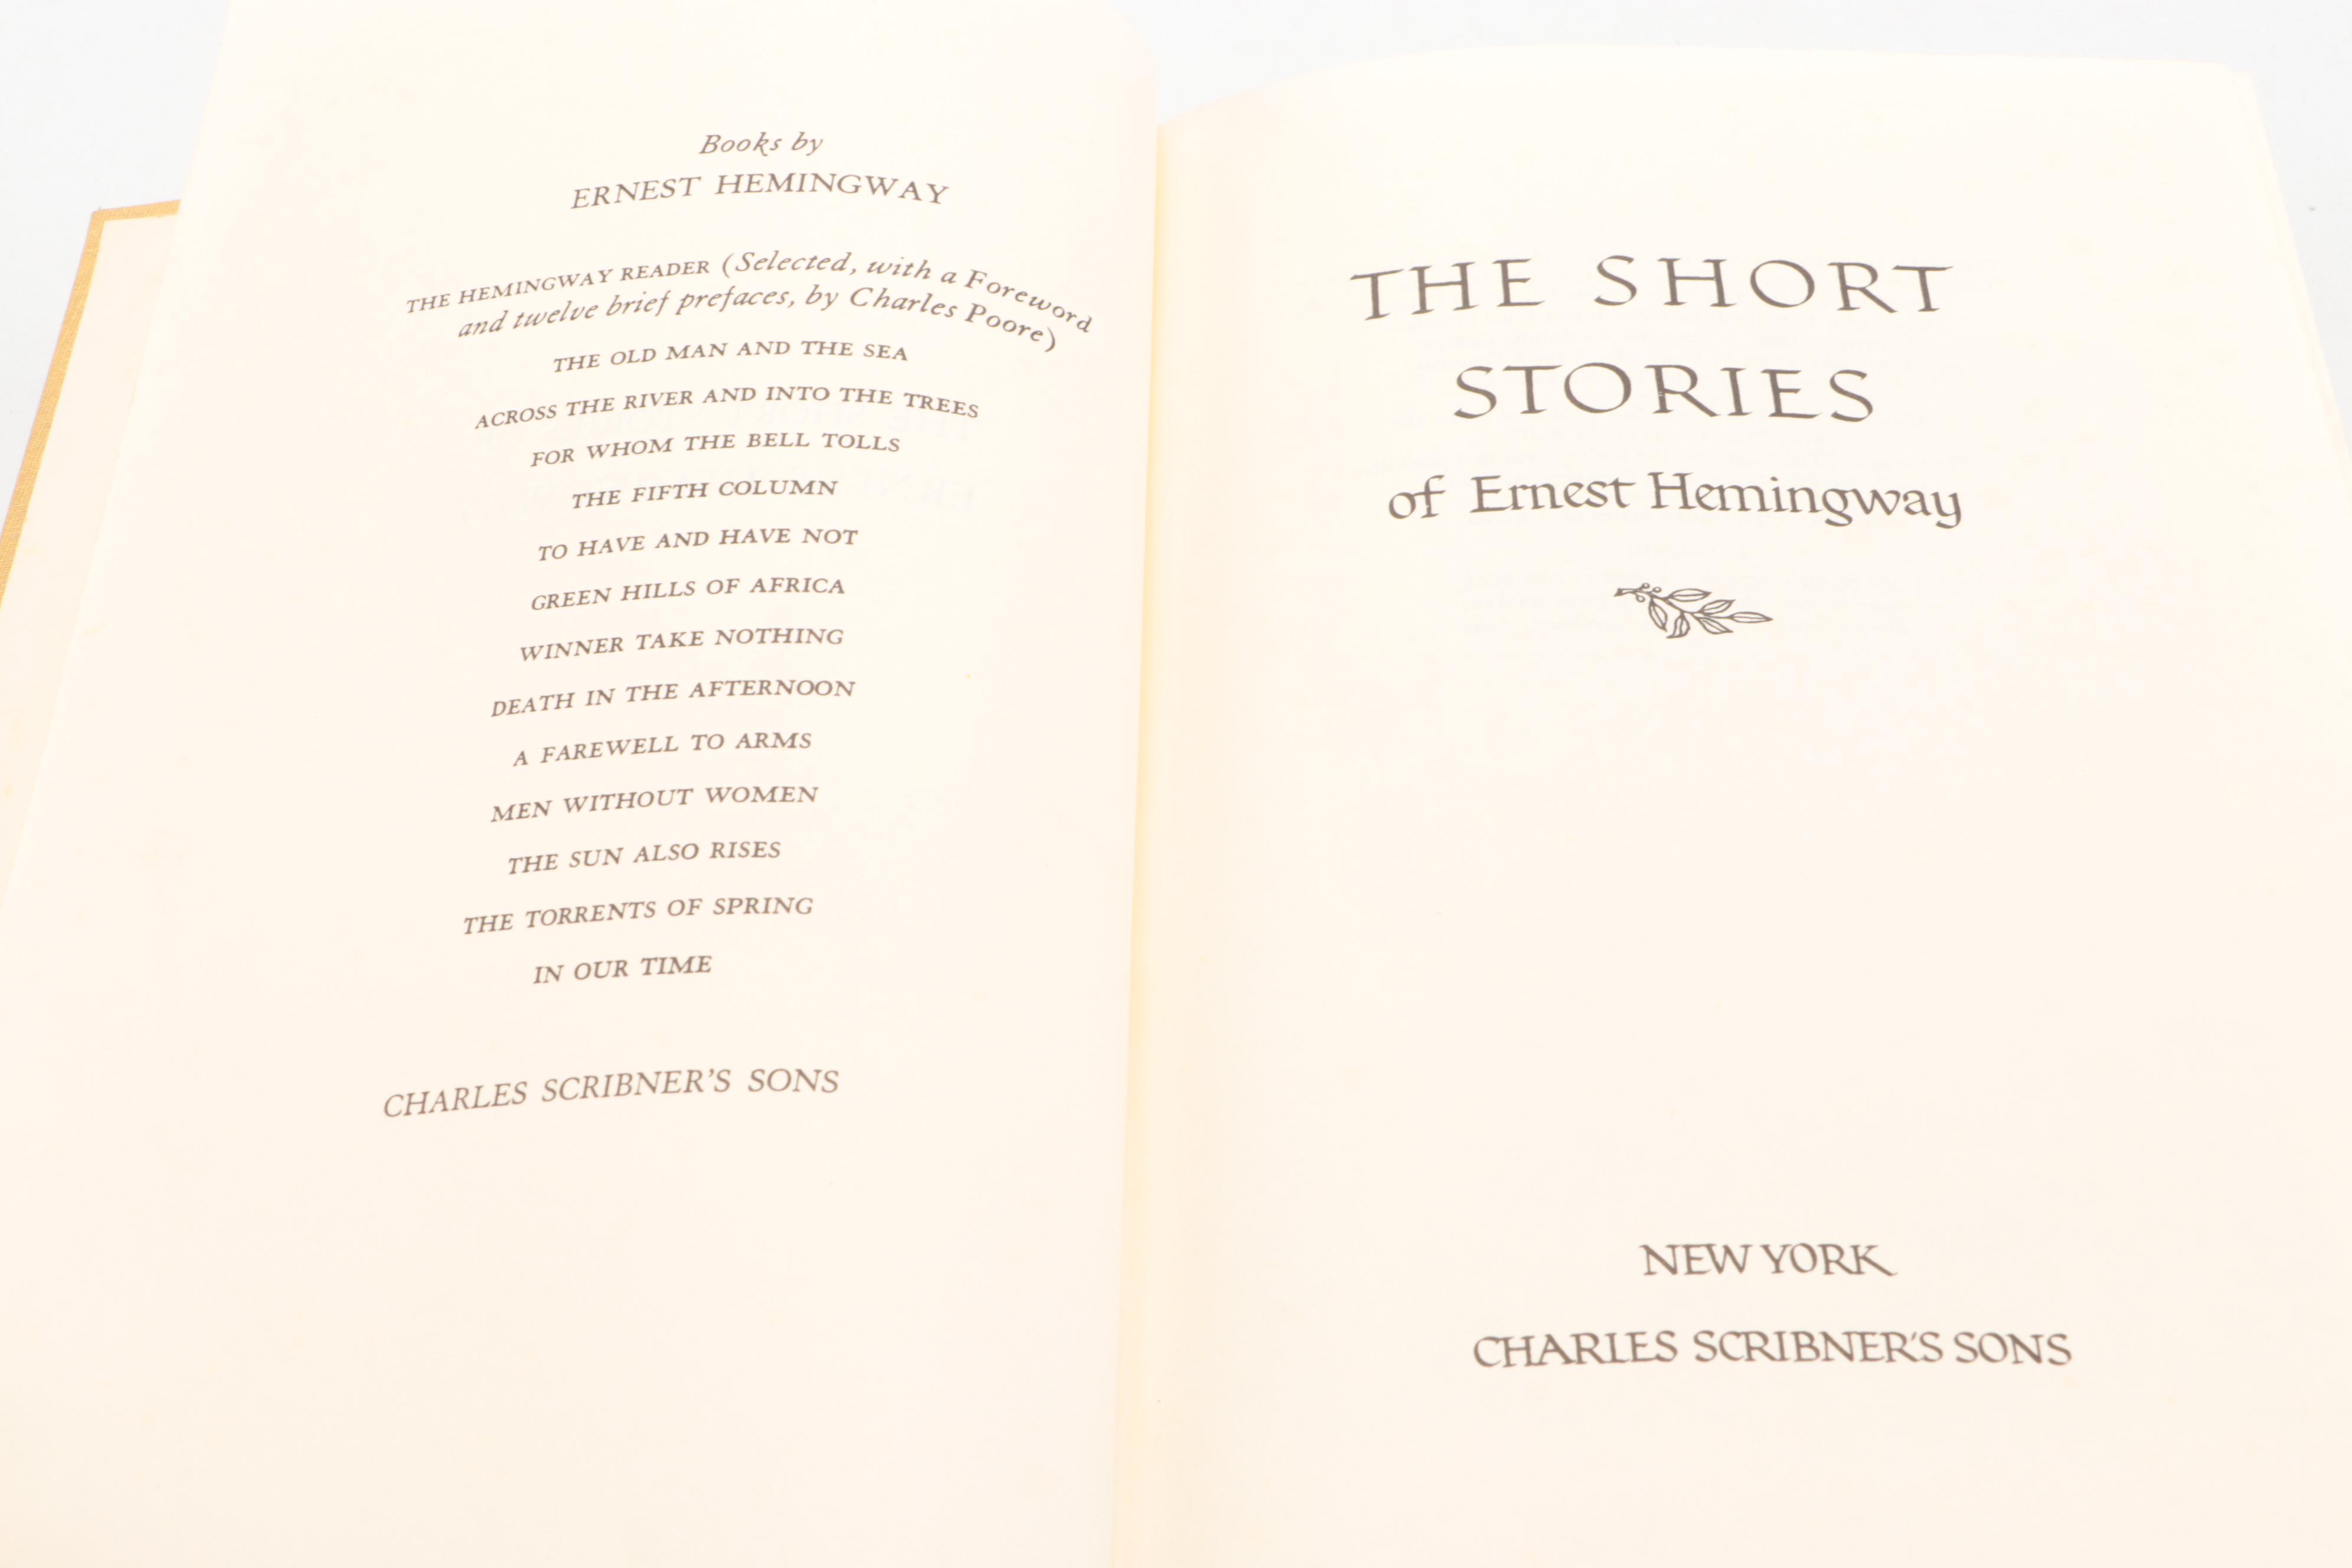 Books by
ERNEST HEMINGWAY
THE HEMINGWAY READER (Selected, with a Foreword
and twelve brief prefaces, by Charles Poore)
THE OLD MAN AND THE SEA
ACROSS THE RIVER AND INTO THE TREES
FOR WHOM THE BELL TOLLS
THE FIFTH COLUMN
TO HAVE AND HAVE NOT
GREEN HILLS OF AFRICA
WINNER TAKE NOTHING
DEATH IN THE AFTERNOON
A FAREWELL TO ARMS
MEN WITHOUT WOMEN
THE SUN ALSO RISES
THE TORRENTS OF SPRING
IN OUR TIME
CHARLES SCRIBNER'S SONS
THE SHORT
STORIES
of Ernest Hemingway
NEW YORK
CHARLES SCRIBNER'S SONS